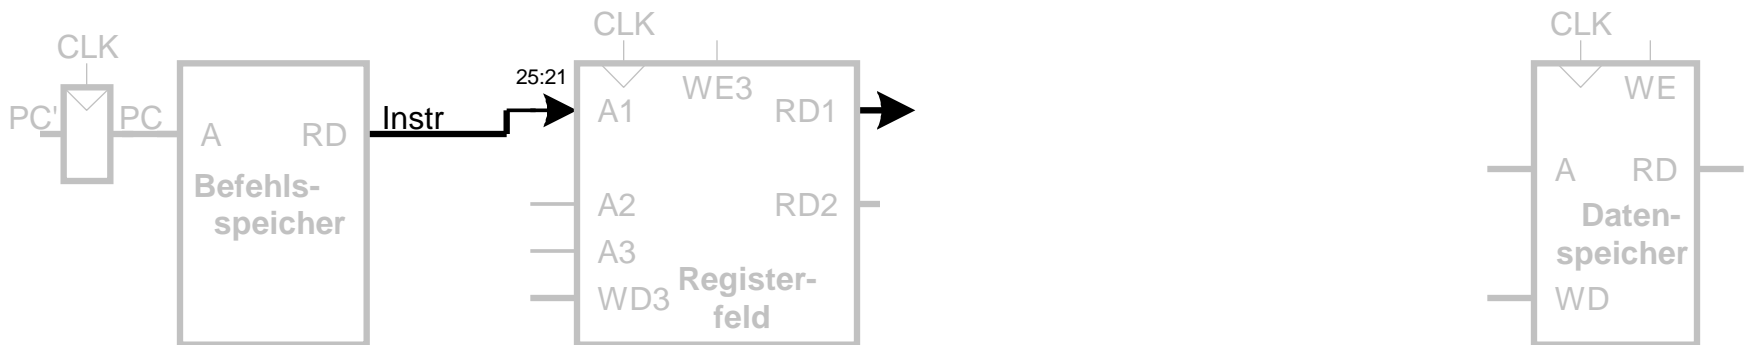 CLK
PC'
PC
A
RD
Befehls-
speicher
Instr
25:21
CLK
WE3
A1
RD1
A2
RD2
A3
WD3
Register-
feld
CLK
WE
A
RD
Daten-
speicher
WD